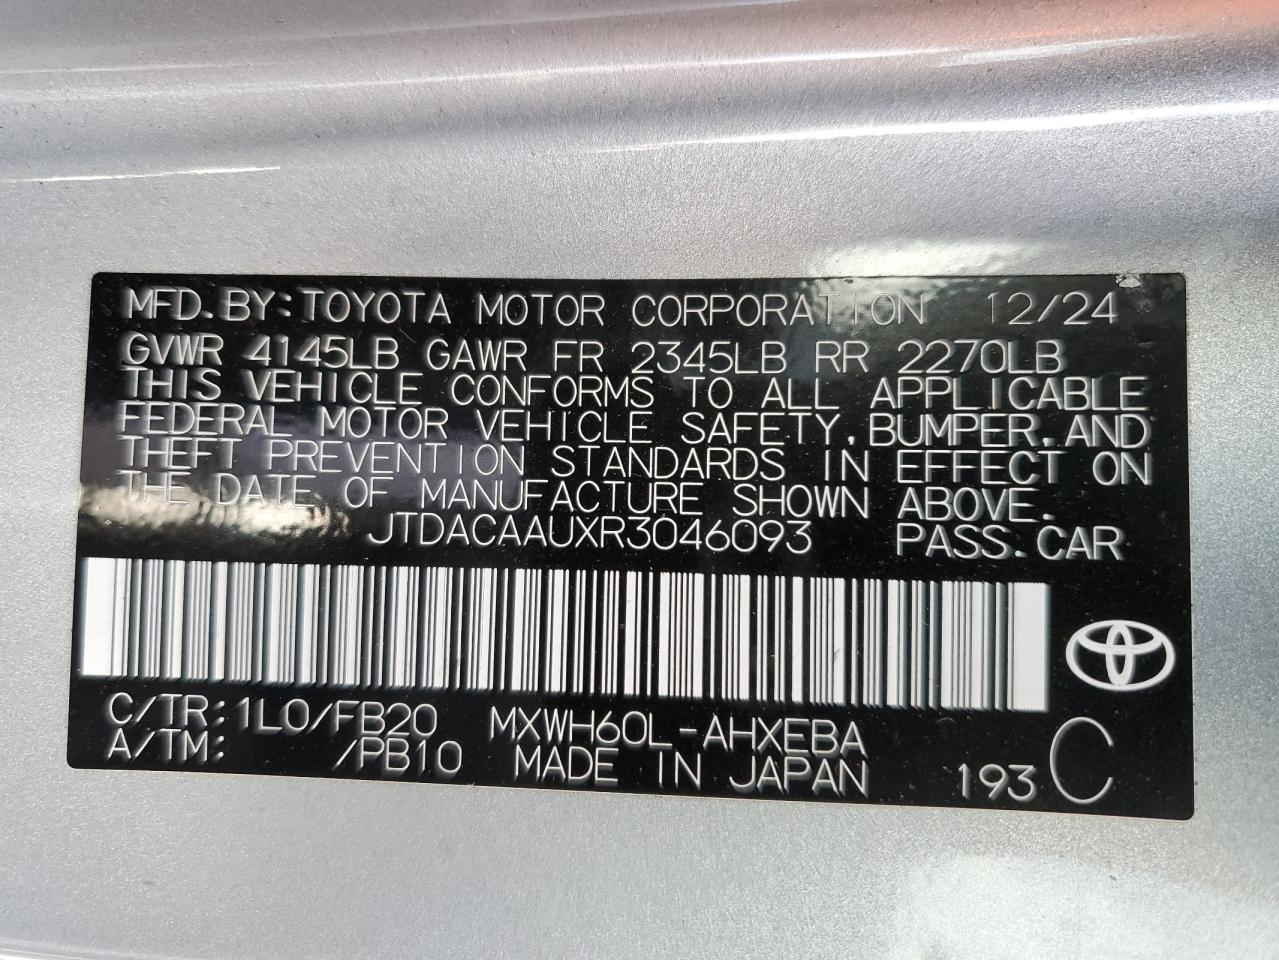 MFD.BY:TOYOTA MOTOR CORPORATION 12/24
GVWR 4145LB GAWR FR 2345LB RR 2270LB
THIS VEHICLE CONFORMS TO ALL APPLICABLE
FEDERAL MOTOR VEHICLE SAFETY,BUMPER,AND
THEFT PREVENTION STANDARDS IN EFFECT ON
THE DATE OF MANUFACTURE SHOWN ABOVE.
JTDACAAUXR3046093 PASS.CAR
C/TR:1L0/FB20 MXWH60L-AHXEBA
A/TM: /PB10 MADE IN JAPAN 193 C